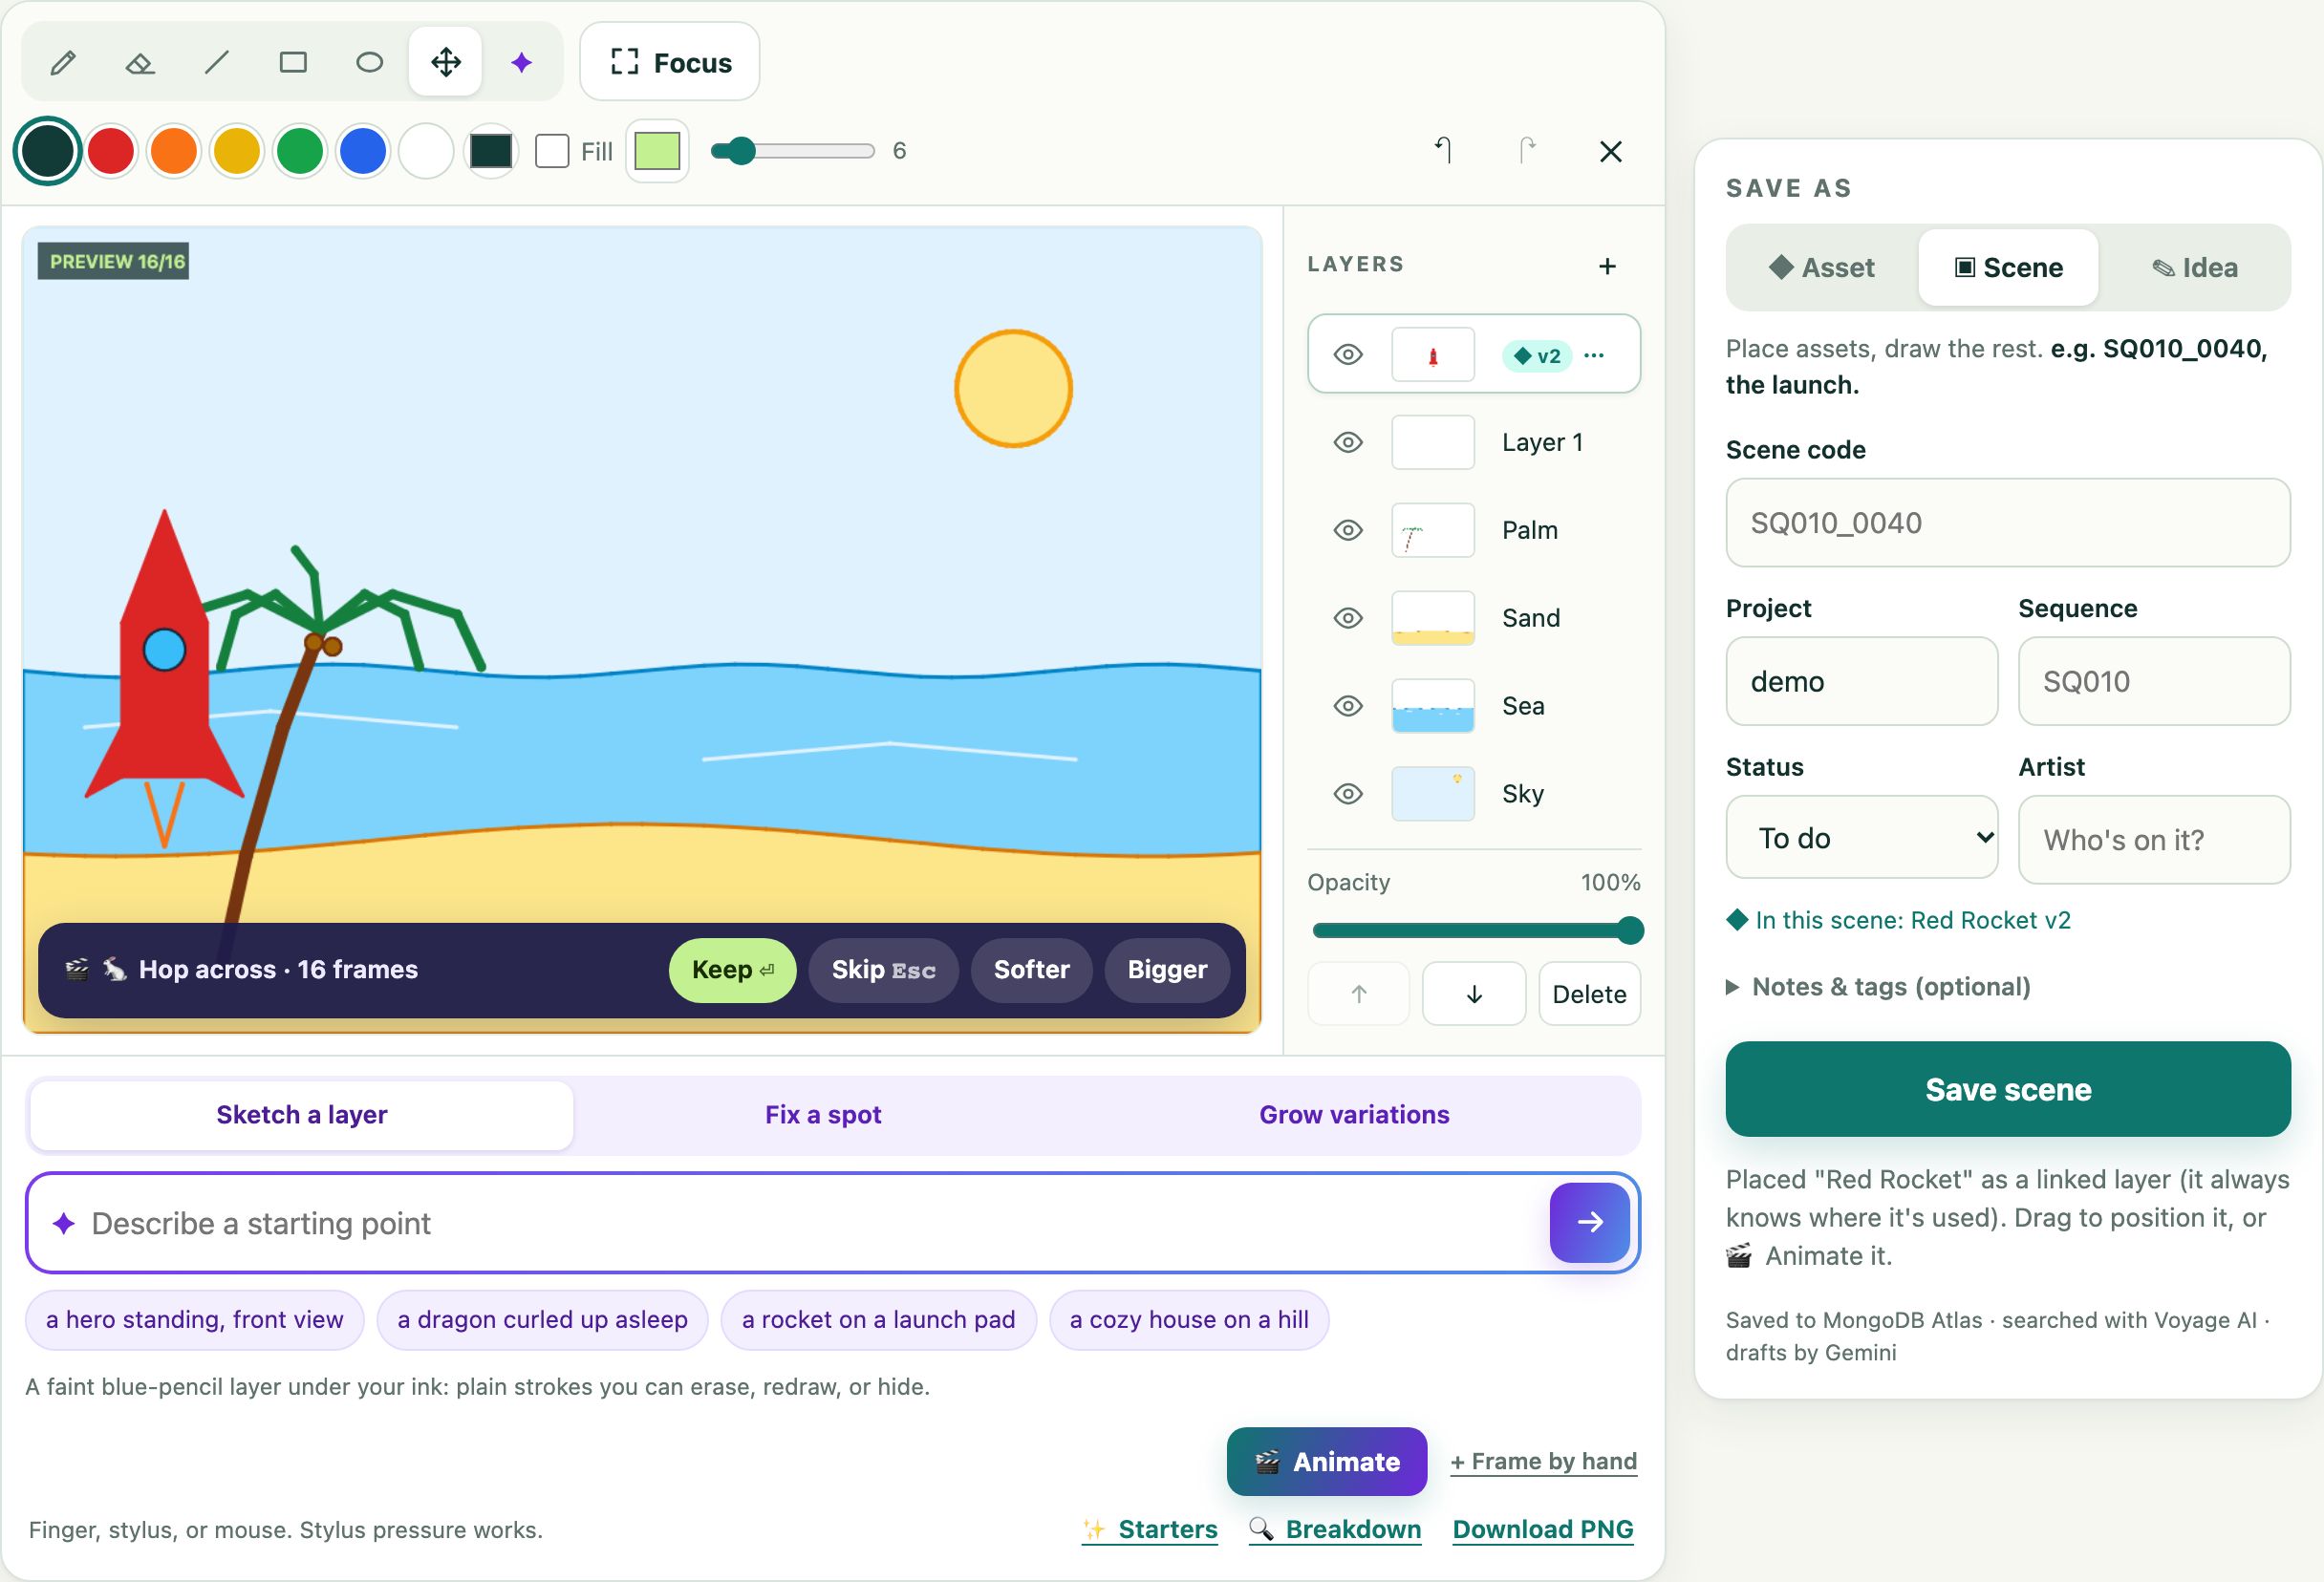 Focus
Fill
6
PREVIEW 16/16
Hop across · 16 frames
Keep ⏎
Skip Esc
Softer
Bigger
LAYERS
+
◆ v2 ···
Layer 1
Palm
Sand
Sea
Sky
Opacity 100%
↑
↓
Delete
Sketch a layer
Fix a spot
Grow variations
Describe a starting point
a hero standing, front view
a dragon curled up asleep
a rocket on a launch pad
a cozy house on a hill
A faint blue-pencil layer under your ink: plain strokes you can erase, redraw, or hide.
Animate
+ Frame by hand
Finger, stylus, or mouse. Stylus pressure works.
Starters
Breakdown
Download PNG
SAVE AS
◆ Asset
▣ Scene
✎ Idea
Place assets, draw the rest. e.g. SQ010_0040,
the launch.
Scene code
SQ010_0040
Project
Sequence
demo
SQ010
Status
Artist
To do
Who's on it?
◆ In this scene: Red Rocket v2
▶ Notes & tags (optional)
Save scene
Placed "Red Rocket" as a linked layer (it always
knows where it's used). Drag to position it, or
🎬 Animate it.
Saved to MongoDB Atlas · searched with Voyage AI ·
drafts by Gemini